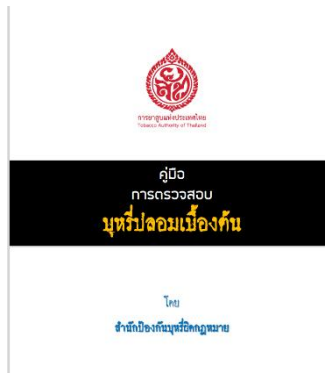 การยาสูบแห่งประเทศไทย
Tobacco Authority of Thailand
คู่มือ
การตรวจสอบ
บุหรี่ปลอมเบื้องต้น
โดย
สำนักป้องกันบุหรี่ผิดกฎหมาย